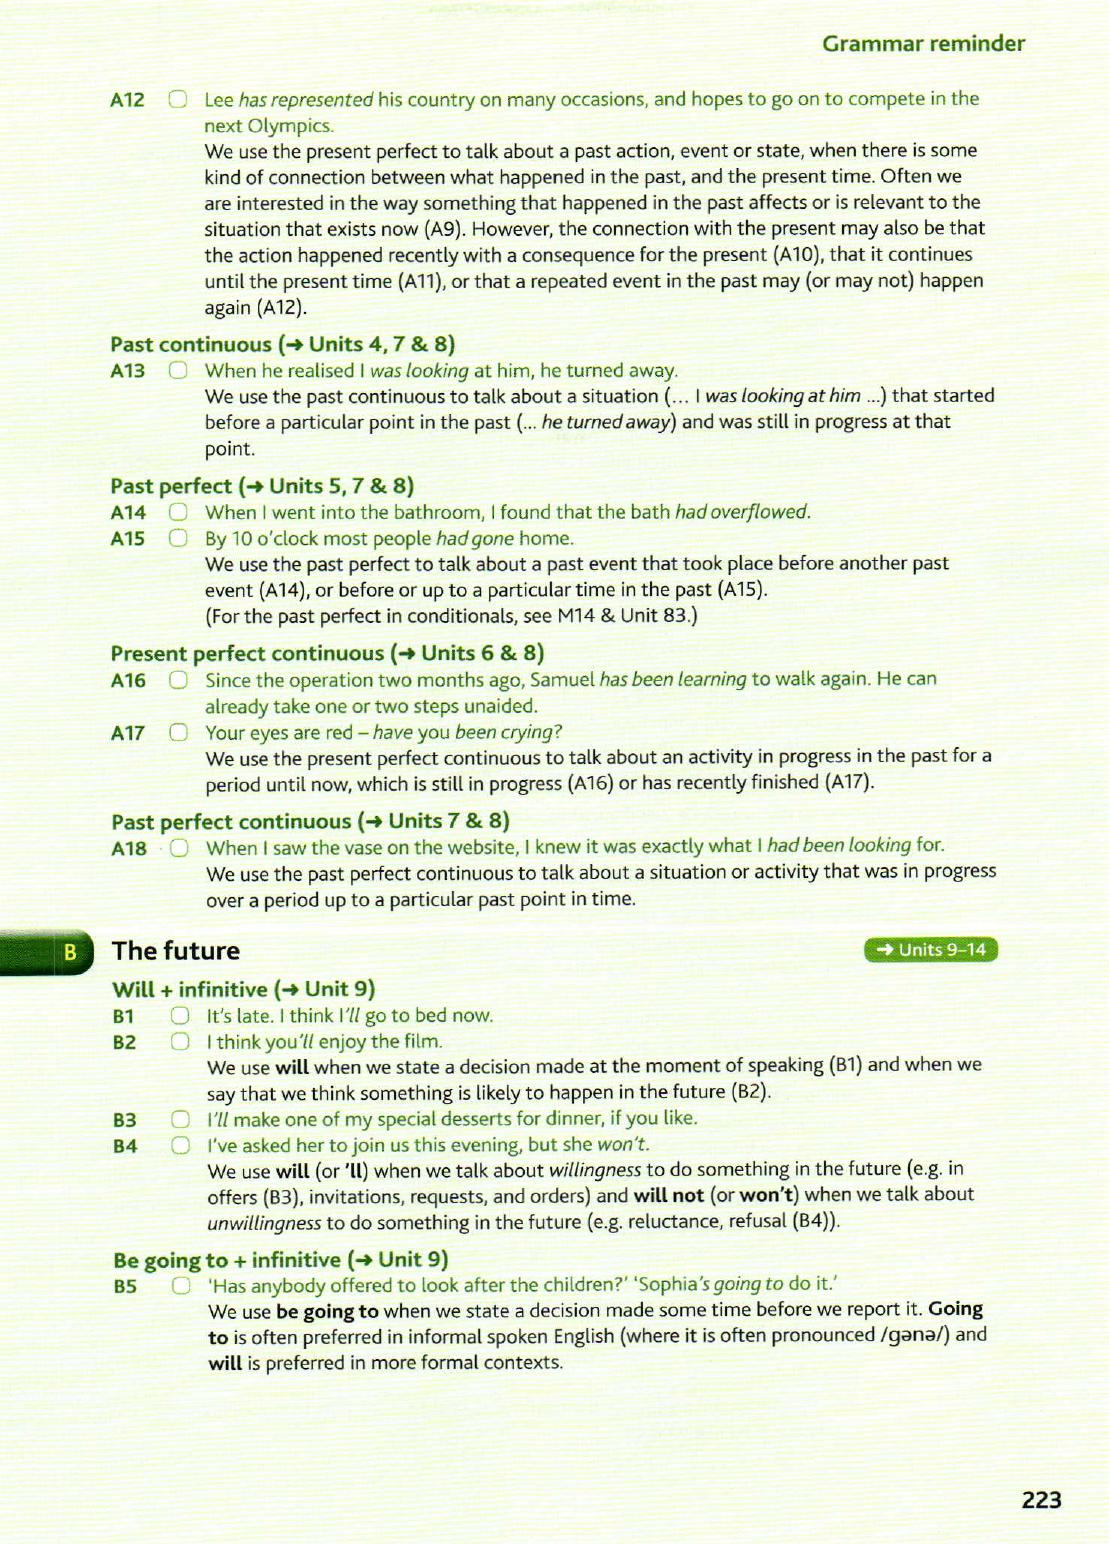 Grammar reminder
A12 Lee has represented his country on many occasions, and hopes to go on to compete in the
next Olympics.
We use the present perfect to talk about a past action, event or state, when there is some
kind of connection between what happened in the past, and the present time. Often we
are interested in the way something that happened in the past affects or is relevant to the
situation that exists now (A9). However, the connection with the present may also be that
the action happened recently with a consequence for the present (A10), that it continues
until the present time (A11), or that a repeated event in the past may (or may not) happen
again (A12).
Past continuous (→ Units 4, 7 & 8)
A13 When he realised I was looking at him, he turned away.
We use the past continuous to talk about a situation (... I was looking at him ...) that started
before a particular point in the past (... he turned away) and was still in progress at that
point.
Past perfect (→ Units 5, 7 & 8)
A14 When I went into the bathroom, I found that the bath had overflowed.
A15 By 10 o'clock most people had gone home.
We use the past perfect to talk about a past event that took place before another past
event (A14), or before or up to a particular time in the past (A15).
(For the past perfect in conditionals, see M14 & Unit 83.)
Present perfect continuous (→ Units 6 & 8)
A16 Since the operation two months ago, Samuel has been learning to walk again. He can
already take one or two steps unaided.
A17 Your eyes are red – have you been crying?
We use the present perfect continuous to talk about an activity in progress in the past for a
period until now, which is still in progress (A16) or has recently finished (A17).
Past perfect continuous (→ Units 7 & 8)
A18 When I saw the vase on the website, I knew it was exactly what I had been looking for.
We use the past perfect continuous to talk about a situation or activity that was in progress
over a period up to a particular past point in time.
B The future → Units 9–14
Will + infinitive (→ Unit 9)
B1 It's late. I think I'll go to bed now.
B2 I think you'll enjoy the film.
We use will when we state a decision made at the moment of speaking (B1) and when we
say that we think something is likely to happen in the future (B2).
B3 I'll make one of my special desserts for dinner, if you like.
B4 I've asked her to join us this evening, but she won't.
We use will (or 'll) when we talk about willingness to do something in the future (e.g. in
offers (B3), invitations, requests, and orders) and will not (or won't) when we talk about
unwillingness to do something in the future (e.g. reluctance, refusal (B4)).
Be going to + infinitive (→ Unit 9)
B5 'Has anybody offered to look after the children?' 'Sophia's going to do it.'
We use be going to when we state a decision made some time before we report it. Going
to is often preferred in informal spoken English (where it is often pronounced /gənə/) and
will is preferred in more formal contexts.
223